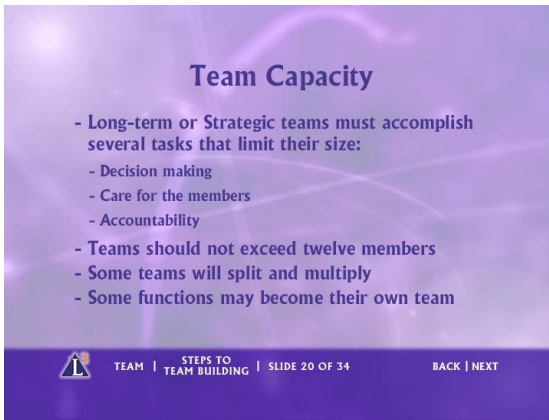 Team Capacity
- Long-term or Strategic teams must accomplish
several tasks that limit their size:
- Decision making
- Care for the members
- Accountability
- Teams should not exceed twelve members
- Some teams will split and multiply
- Some functions may become their own team
L3
TEAM | STEPS TO
TEAM BUILDING | SLIDE 20 OF 34 BACK | NEXT